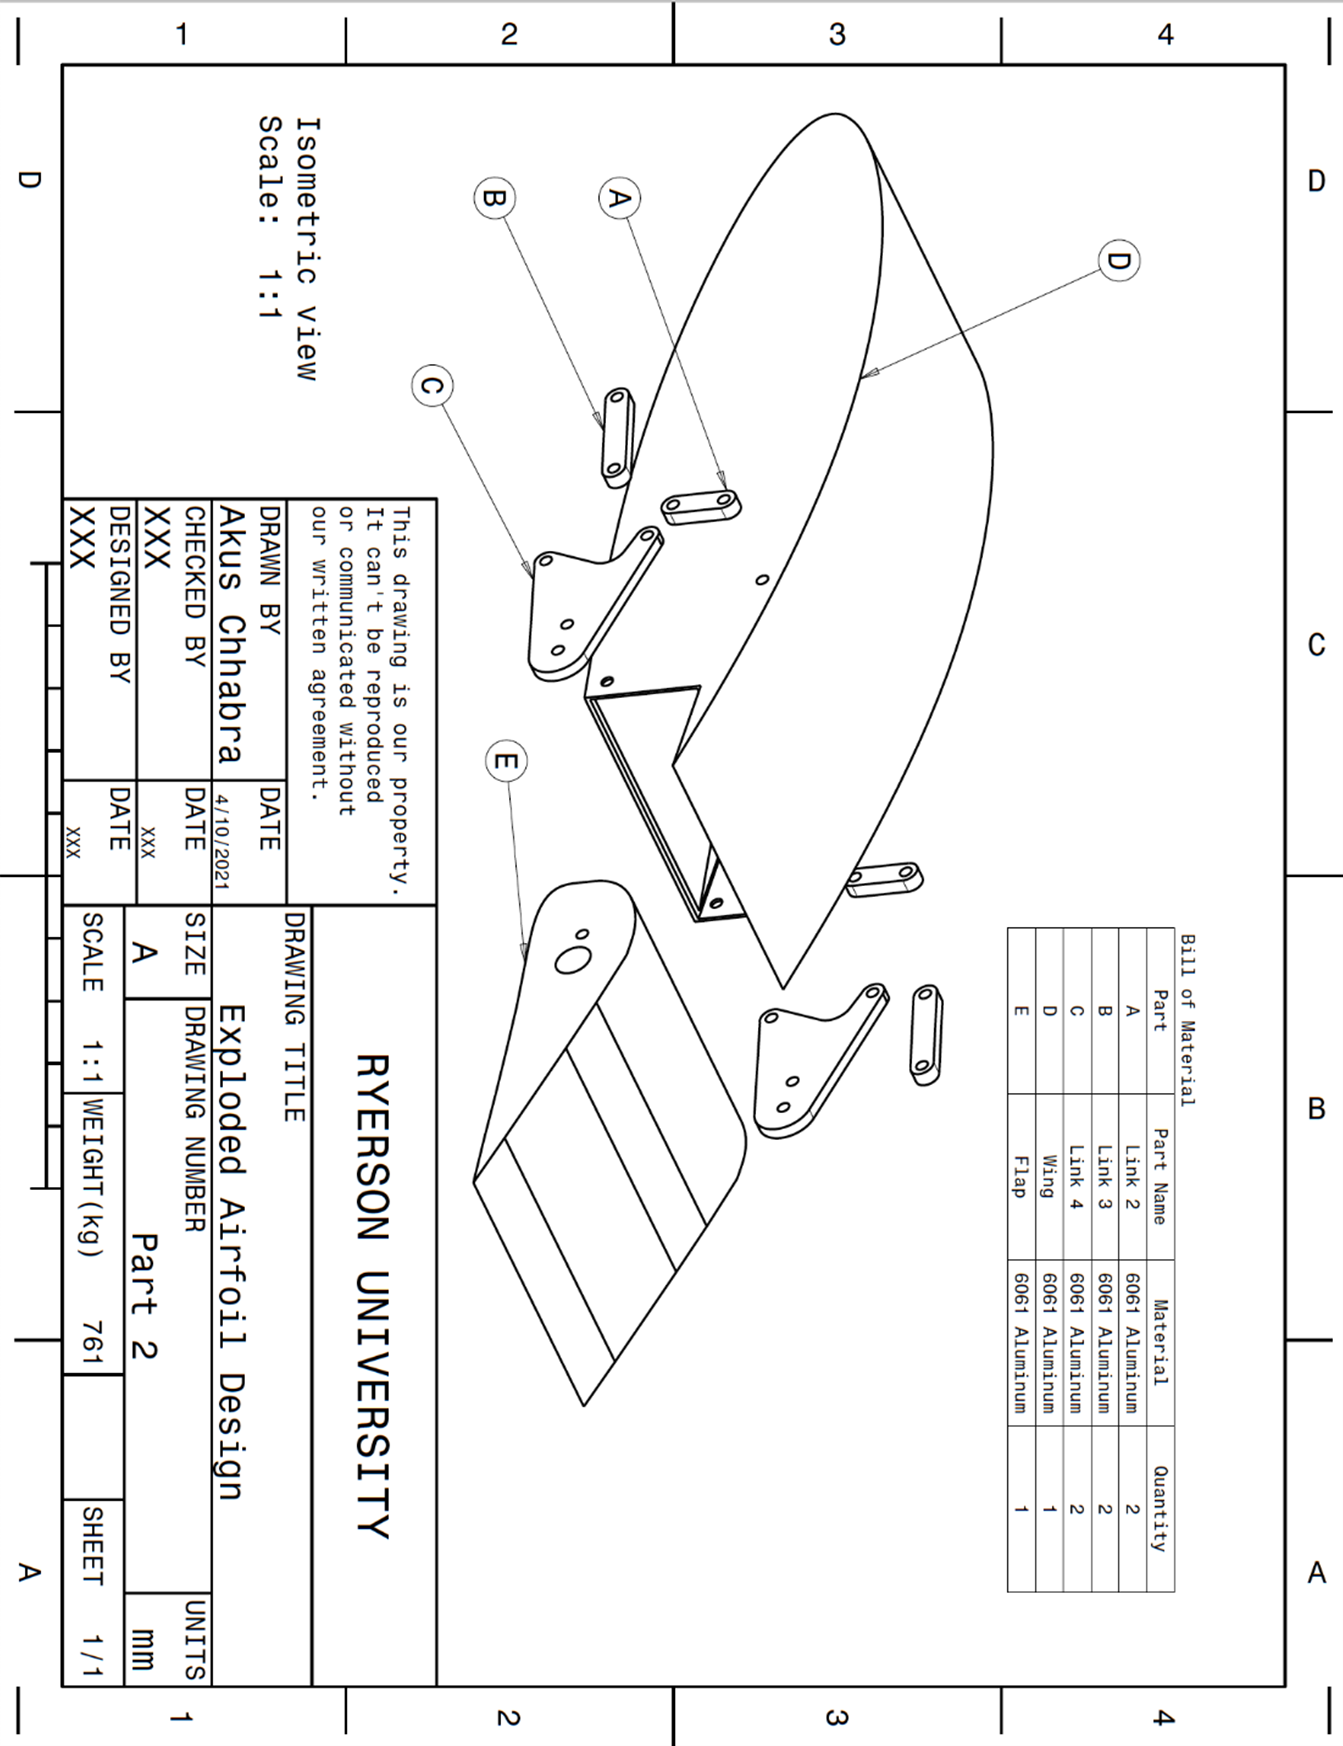 4 3 2 1
D
C
B
A
Bill of Material
Part Part Name Material Quantity
A Link 2 6061 Aluminum 2
B Link 3 6061 Aluminum 2
C Link 4 6061 Aluminum 2
D Wing 6061 Aluminum 1
E Flap 6061 Aluminum 1
D
A
B
C
E
Isometric view
Scale: 1:1
This drawing is our property.
It can't be reproduced
or communicated without
our written agreement.
RYERSON UNIVERSITY
DRAWN BY DATE
Akus Chhabra 4/10/2021
DRAWING TITLE
Exploded Airfoil Design
CHECKED BY DATE
XXX XXX
SIZE DRAWING NUMBER UNITS
A Part 2 mm
DESIGNED BY DATE
XXX XXX
SCALE 1:1 WEIGHT(kg) 761 SHEET 1/1
D
A
4 3 2 1